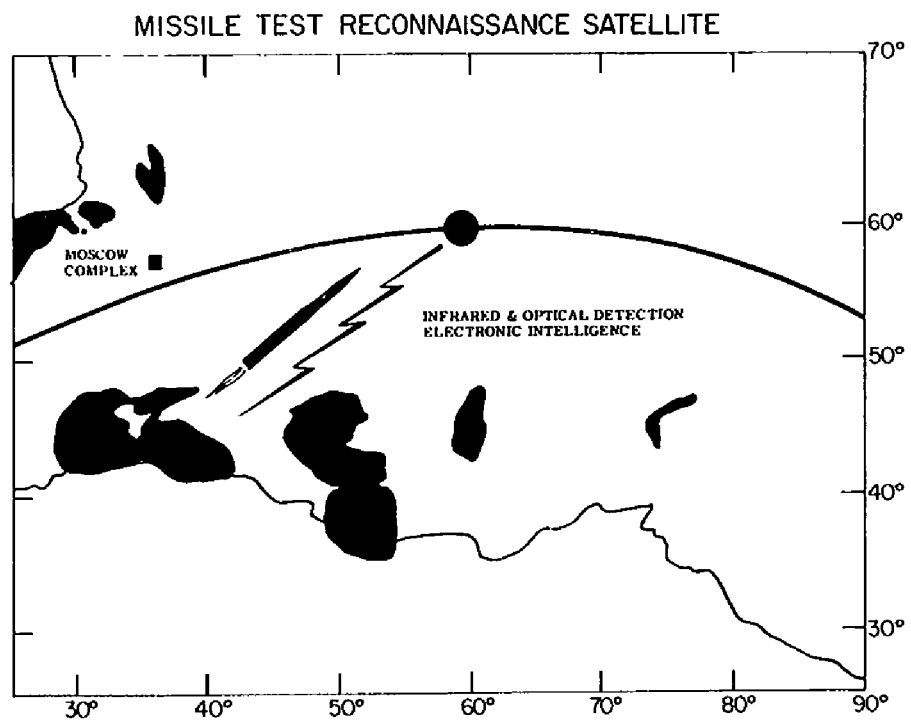 MISSILE TEST RECONNAISSANCE SATELLITE
70°
60°
MOSCOW
COMPLEX
INFRARED & OPTICAL DETECTION
ELECTRONIC INTELLIGENCE
50°
40°
30°
30° 40° 50° 60° 70° 80° 90°